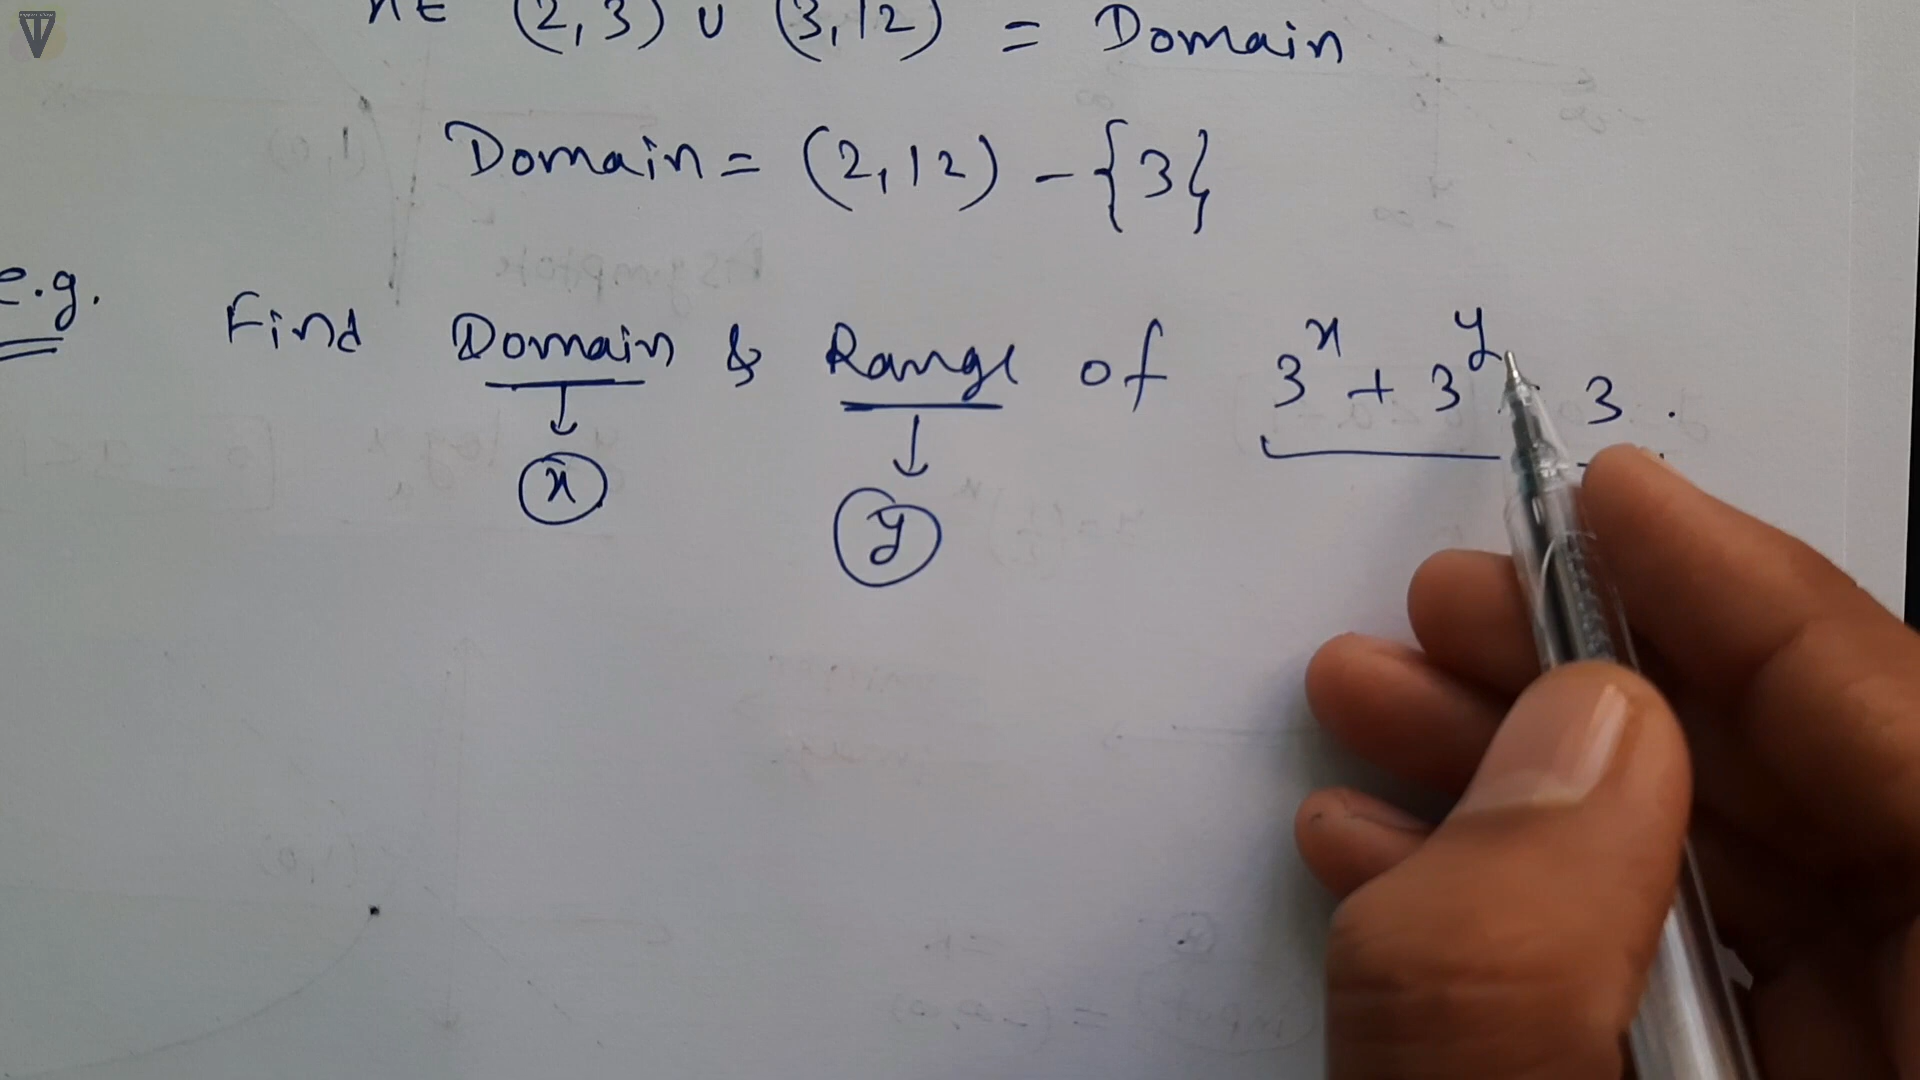 x ∈ (2,3) ∪ (3,12) = Domain
Domain = (2,12) - {3}
e.g. Find Domain & Range of 3^x + 3^y 3.
x
y